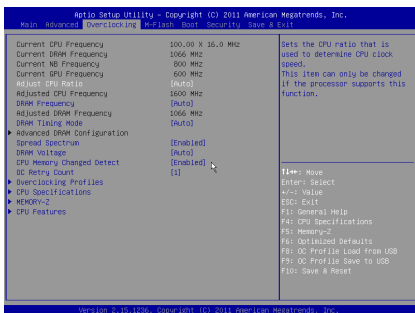 Aptio Setup Utility - Copyright (C) 2011 American Megatrends, Inc.
Main Advanced Overclocking M-Flash Boot Security Save & Exit
Current CPU Frequency 100.00 X 16.0 MHz
Current DRAM Frequency 1066 MHz
Current NB Frequency 800 MHz
Current GPU Frequency 600 MHz
Adjust CPU Ratio [Auto]
Adjusted CPU Frequency 1600 MHz
DRAM Frequency [Auto]
Adjusted DRAM Frequency 1066 MHz
DRAM Timing Mode [Auto]
Advanced DRAM Configuration
Spread Spectrum [Enabled]
DRAM Voltage [Auto]
CPU Memory Changed Detect [Enabled]
OC Retry Count [1]
Overclocking Profiles
CPU Specifications
MEMORY-Z
CPU Features
Sets the CPU ratio that is
used to determine CPU clock
speed.
This item can only be changed
if the processor supports this
function.
↑↓←→: Move
Enter: Select
+/-: Value
ESC: Exit
F1: General Help
F4: CPU Specifications
F5: Memory-Z
F6: Optimized Defaults
F8: OC Profile Load from USB
F9: OC Profile Save to USB
F10: Save & Reset
Version 2.15.1236. Copyright (C) 2011 American Megatrends, Inc.